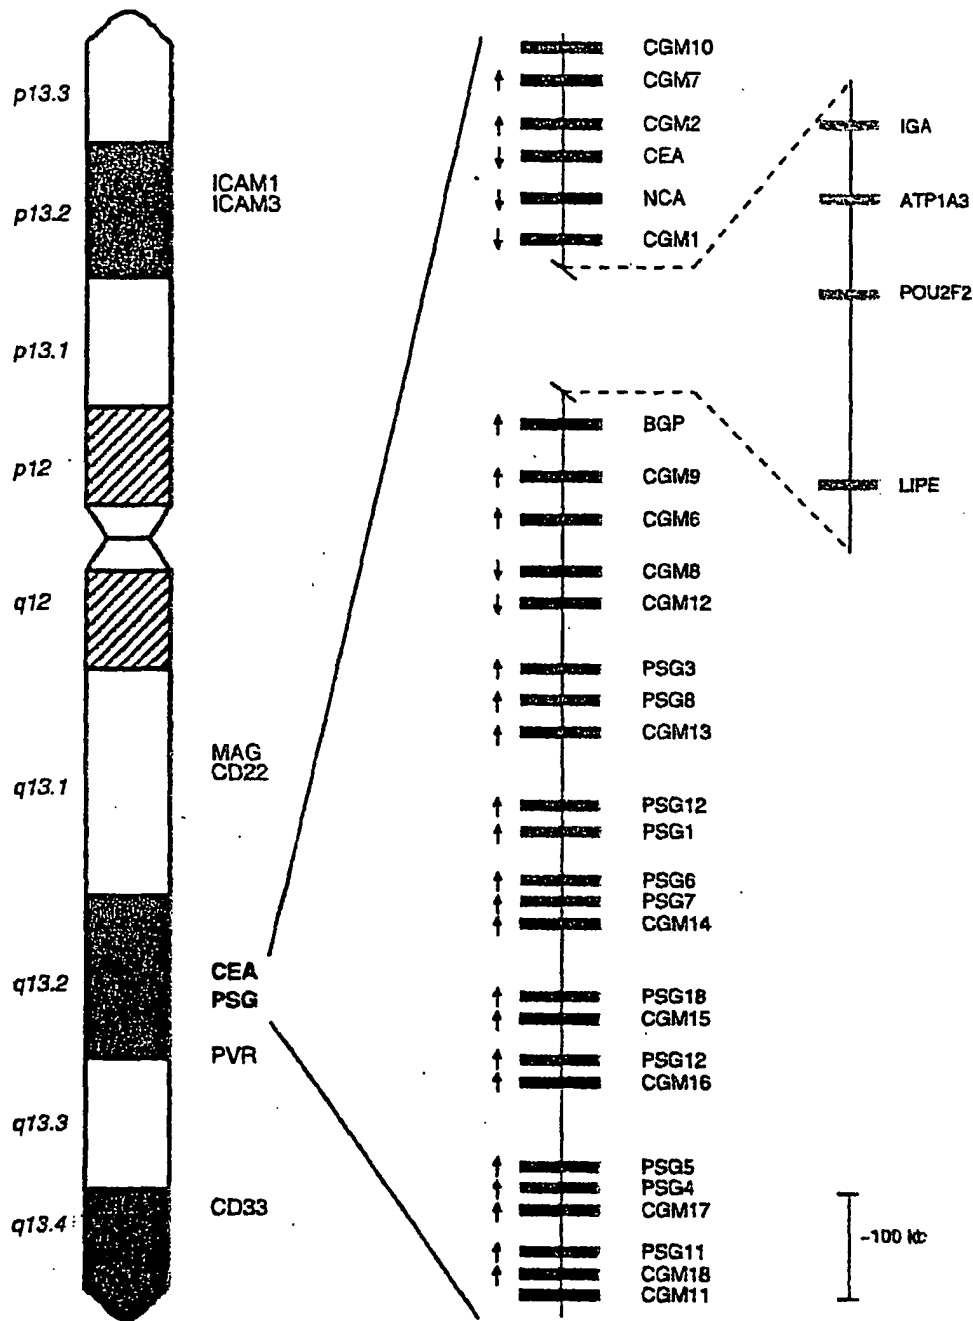 p13.3
p13.2
p13.1
p12
q12
q13.1
q13.2
q13.3
q13.4
ICAM1
ICAM3
MAG
CD22
CEA
PSG
PVR
CD33
CGM10
CGM7
CGM2
CEA
NCA
CGM1
BGP
CGM9
CGM6
CGM8
CGM12
PSG3
PSG8
CGM13
PSG12
PSG1
PSG6
PSG7
CGM14
PSG18
CGM15
PSG12
CGM16
PSG5
PSG4
CGM17
PSG11
CGM18
CGM11
IGA
ATP1A3
POU2F2
LIPE
~100 kb